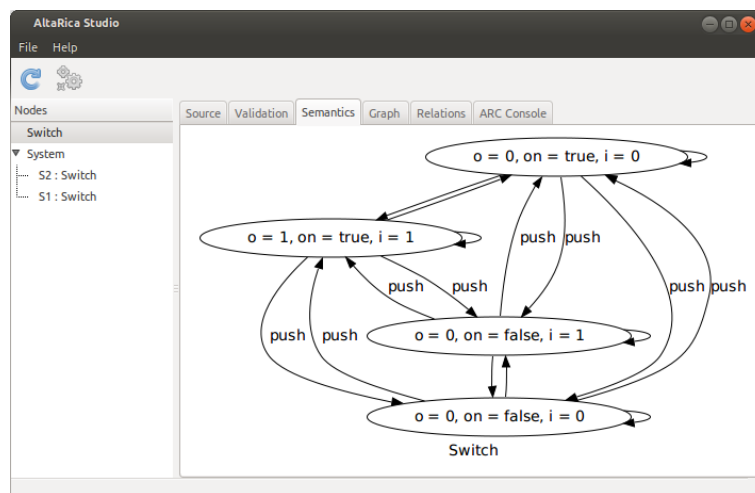 AltaRica Studio
File Help
Nodes
Source Validation Semantics Graph Relations ARC Console
Switch
System
S2 : Switch
S1 : Switch
o = 0, on = true, i = 0
o = 1, on = true, i = 1
push push
push push
push push
push push
o = 0, on = false, i = 1
o = 0, on = false, i = 0
Switch